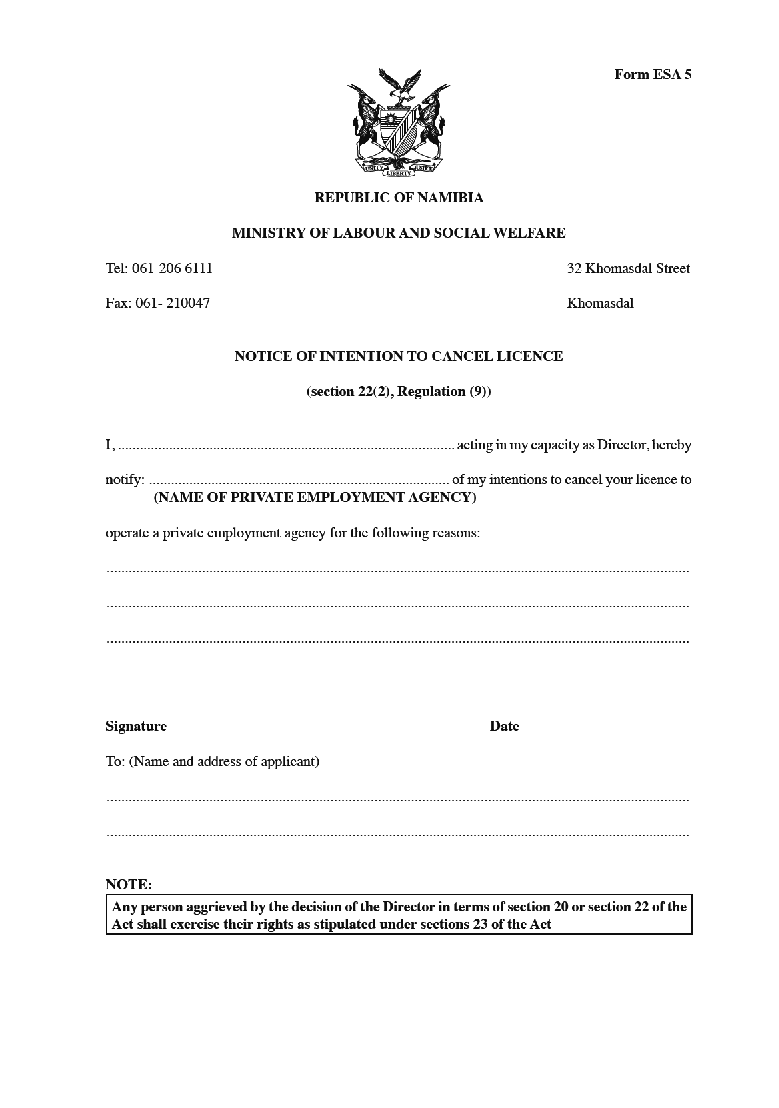 Form ESA 5
UNITY LIBERTY JUSTICE
REPUBLIC OF NAMIBIA
MINISTRY OF LABOUR AND SOCIAL WELFARE
Tel: 061 206 6111 32 Khomasdal Street
Fax: 061- 210047 Khomasdal
NOTICE OF INTENTION TO CANCEL LICENCE
(section 22(2), Regulation (9))
I, .......................................................................................... acting in my capacity as Director, hereby
notify: ................................................................................ of my intentions to cancel your licence to
(NAME OF PRIVATE EMPLOYMENT AGENCY)
operate a private employment agency for the following reasons:
............................................................................................................................................................
............................................................................................................................................................
............................................................................................................................................................
Signature Date
To: (Name and address of applicant)
............................................................................................................................................................
............................................................................................................................................................
NOTE:
Any person aggrieved by the decision of the Director in terms of section 20 or section 22 of the
Act shall exercise their rights as stipulated under sections 23 of the Act